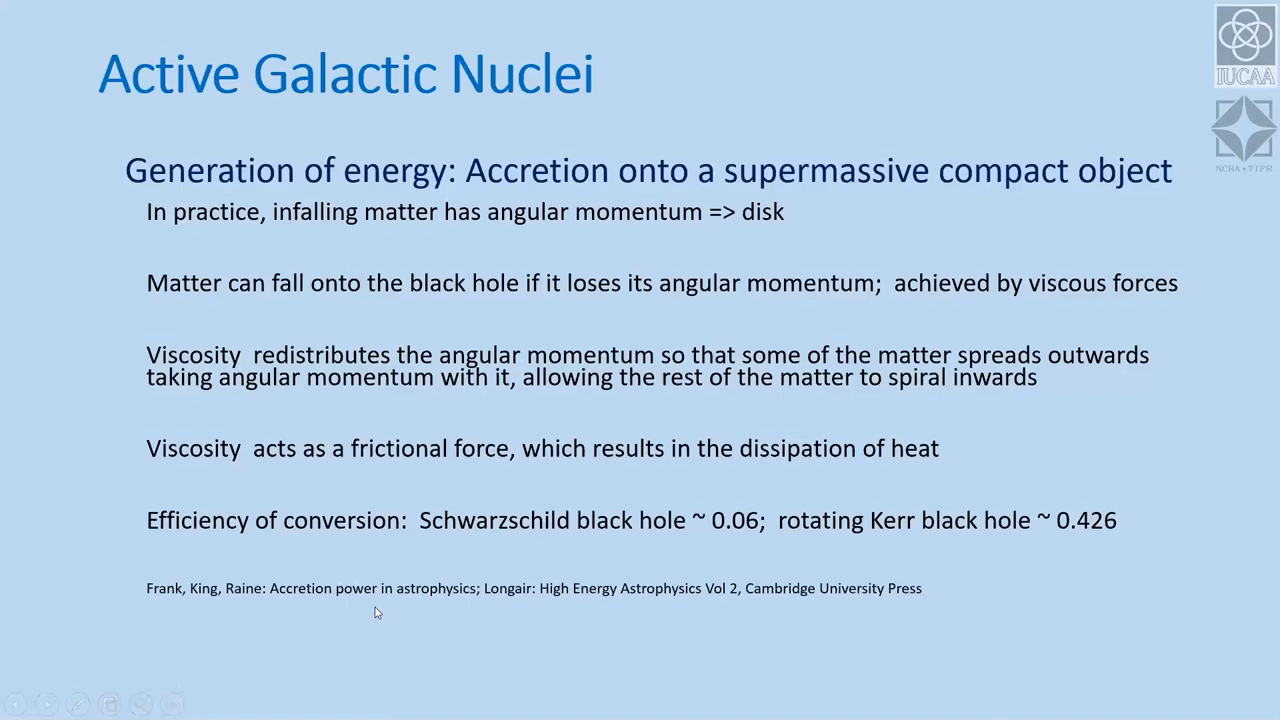 Active Galactic Nuclei
IUCAA
NCRA • TIFR
Generation of energy: Accretion onto a supermassive compact object
In practice, infalling matter has angular momentum => disk
Matter can fall onto the black hole if it loses its angular momentum;  achieved by viscous forces
Viscosity  redistributes the angular momentum so that some of the matter spreads outwards
taking angular momentum with it, allowing the rest of the matter to spiral inwards
Viscosity  acts as a frictional force, which results in the dissipation of heat
Efficiency of conversion:  Schwarzschild black hole ~ 0.06;  rotating Kerr black hole ~ 0.426
Frank, King, Raine: Accretion power in astrophysics; Longair: High Energy Astrophysics Vol 2, Cambridge University Press